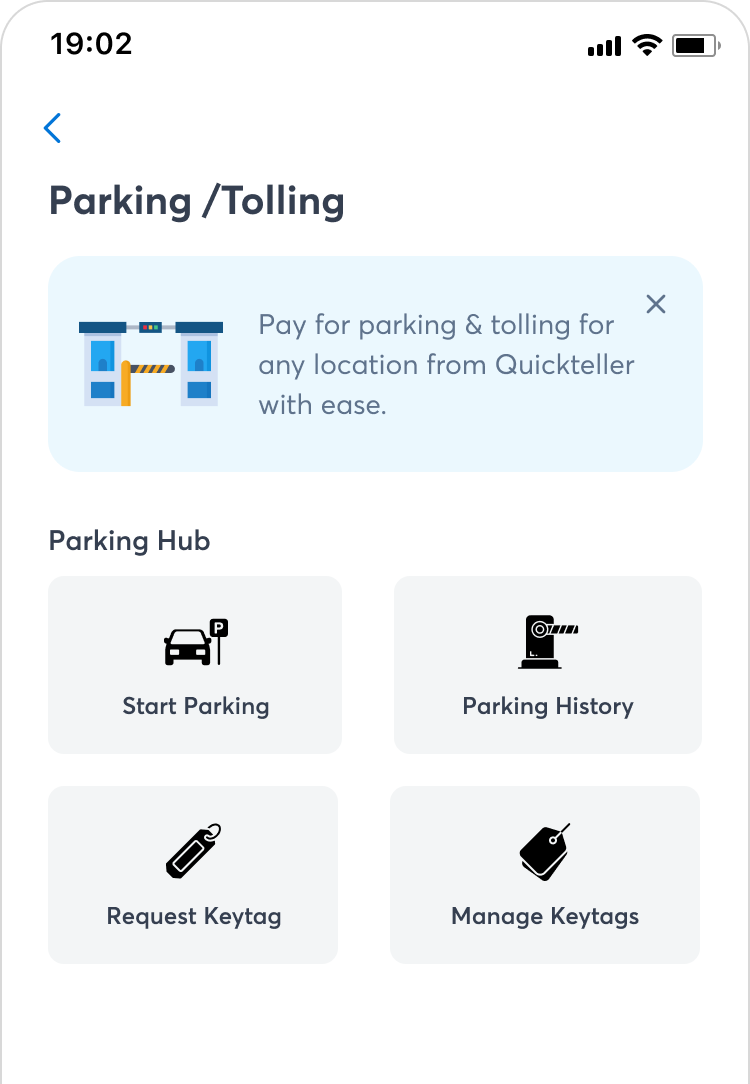 19:02
Parking /Tolling
Pay for parking & tolling for
any location from Quickteller
with ease.
Parking Hub
P
Start Parking
Parking History
Request Keytag
Manage Keytags